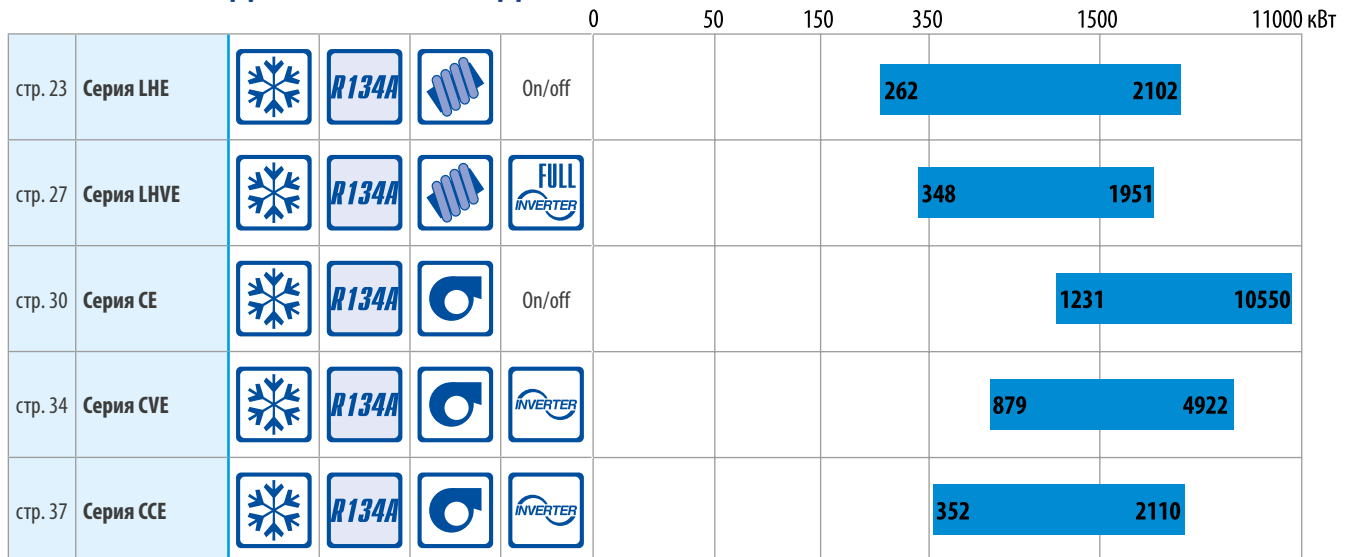 0 50 150 350 1500 11000 кВт
стр. 23 Серия LHE R134A On/off 262 2102
стр. 27 Серия LHVE R134A FULL INVERTER 348 1951
стр. 30 Серия CE R134A On/off 1231 10550
стр. 34 Серия CVE R134A INVERTER 879 4922
стр. 37 Серия CCE R134A INVERTER 352 2110